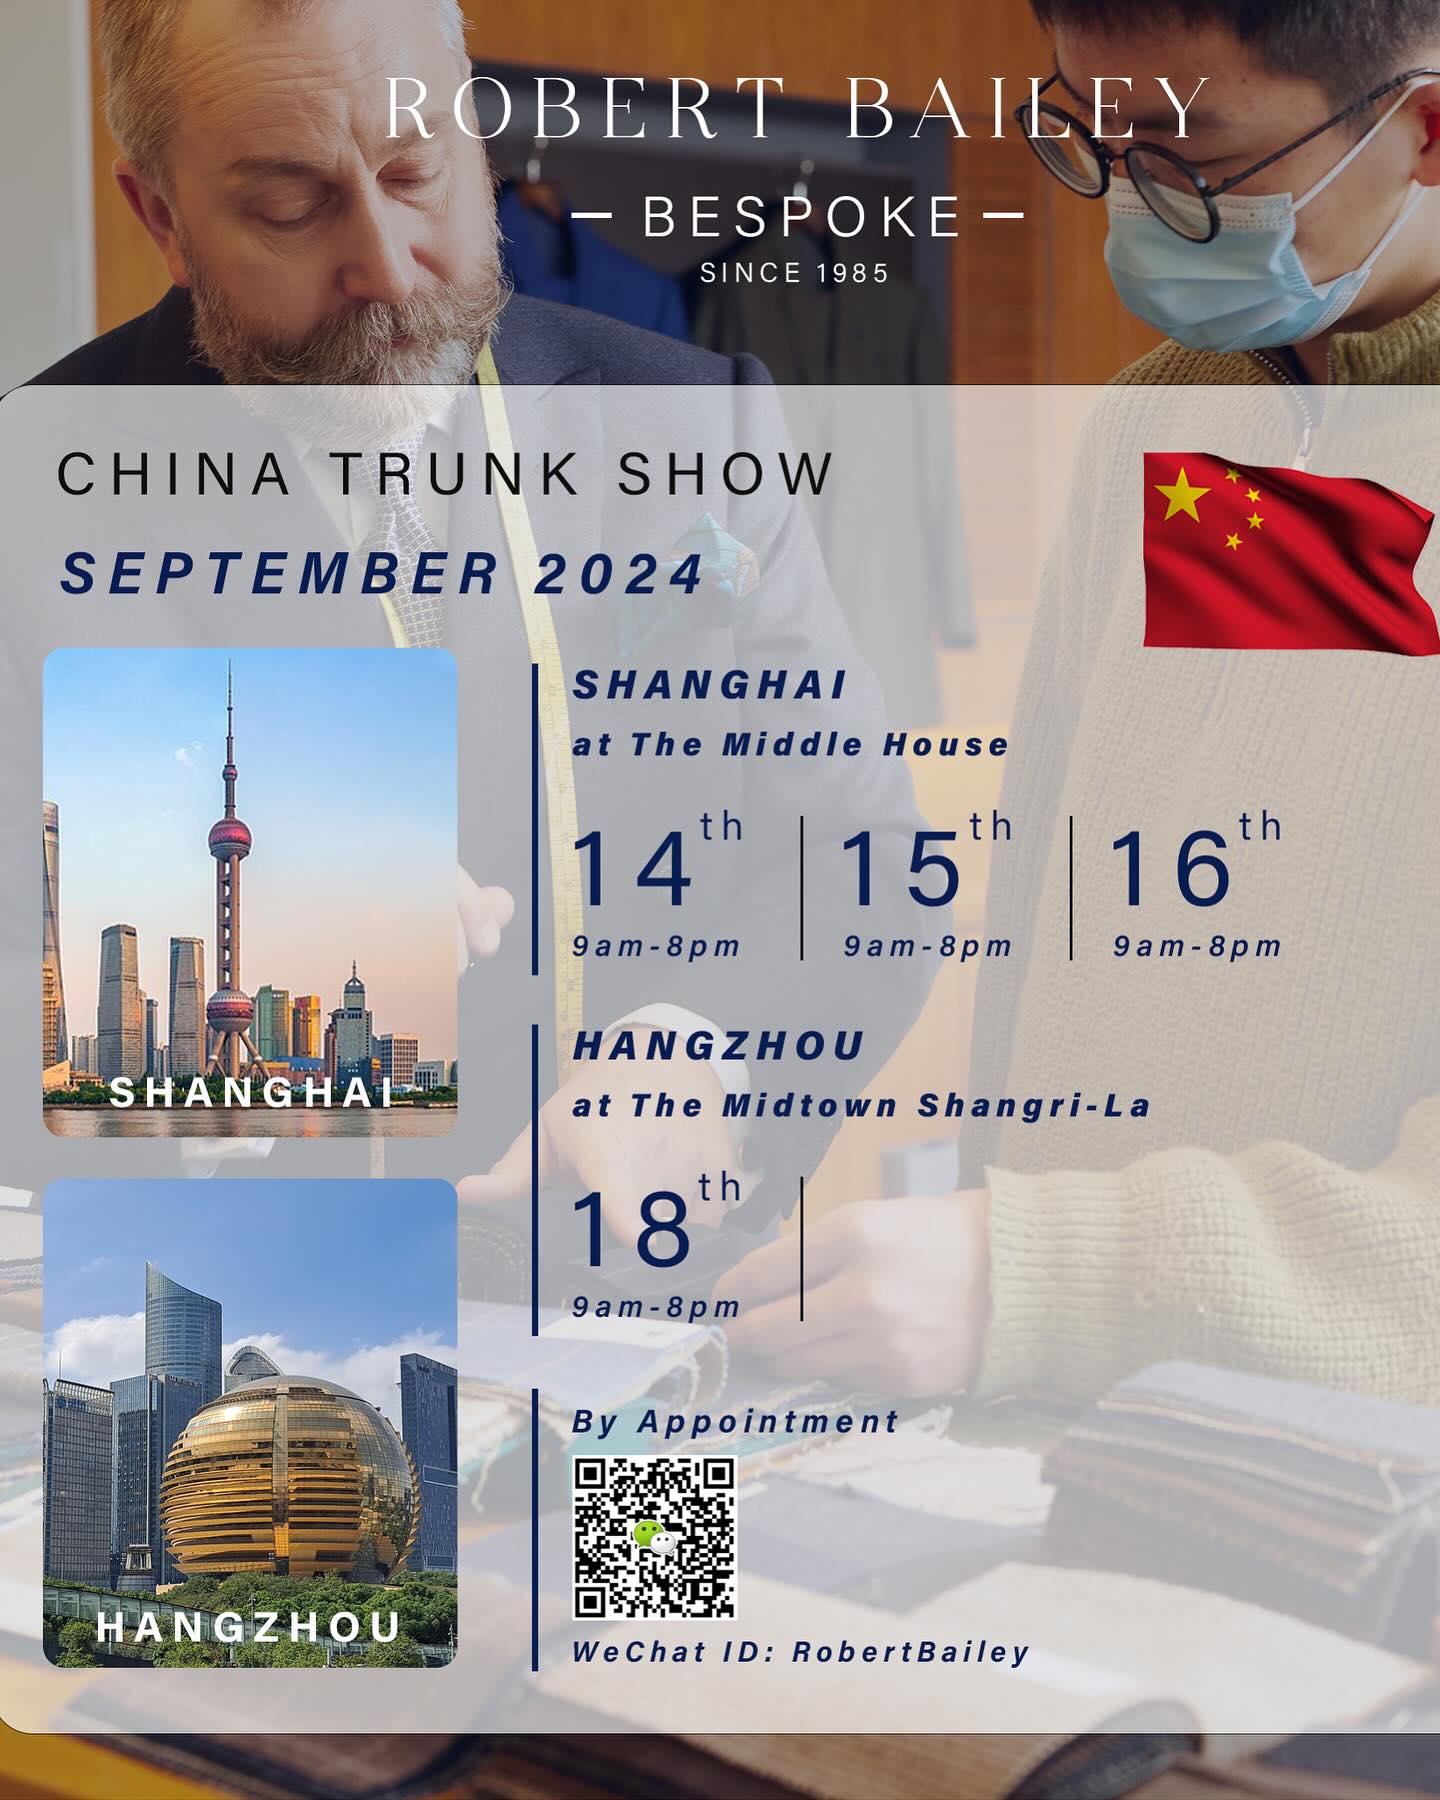 ROBERT BAILEY
— BESPOKE —
SINCE 1985
CHINA TRUNK SHOW
SEPTEMBER 2024
SHANGHAI
at The Middle House
14th
15th
16th
9am-8pm
9am-8pm
9am-8pm
SHANGHAI
HANGZHOU
at The Midtown Shangri-La
18th
9am-8pm
HANGZHOU
By Appointment
WeChat ID: RobertBailey